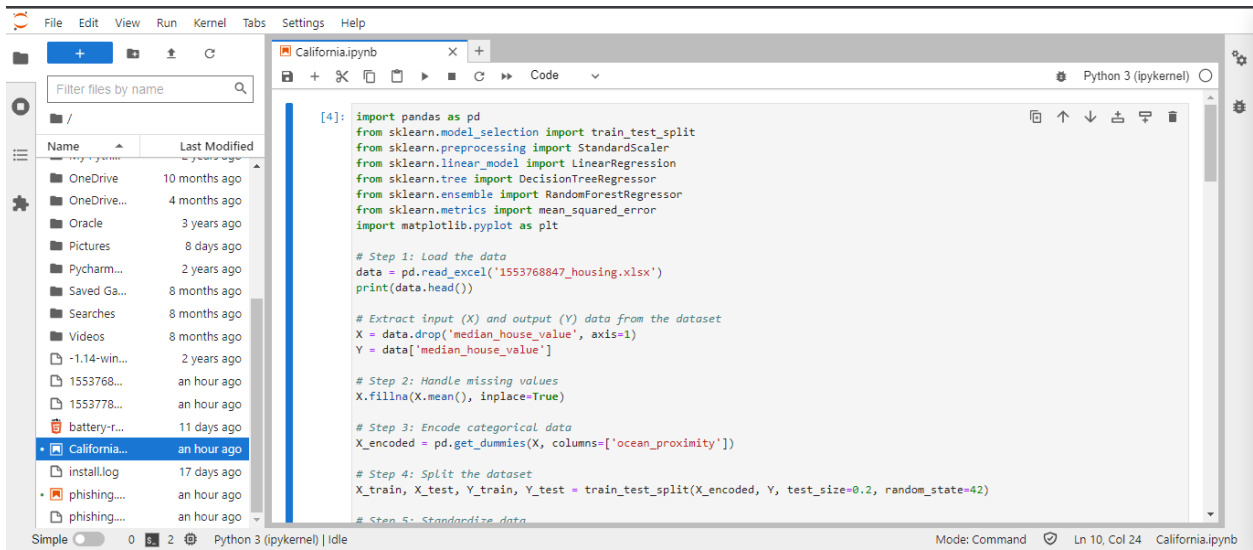 File Edit View Run Kernel Tabs Settings Help
Filter files by name
/
Name Last Modified
OneDrive 10 months ago
OneDrive... 4 months ago
Oracle 3 years ago
Pictures 8 days ago
Pycharm... 2 years ago
Saved Ga... 8 months ago
Searches 8 months ago
Videos 8 months ago
-1.14-win... 2 years ago
1553768... an hour ago
1553778... an hour ago
battery-r... 11 days ago
California... an hour ago
install.log 17 days ago
phishing.... an hour ago
phishing.... an hour ago
California.ipynb
Code
Python 3 (ipykernel)
[4]: import pandas as pd
from sklearn.model_selection import train_test_split
from sklearn.preprocessing import StandardScaler
from sklearn.linear_model import LinearRegression
from sklearn.tree import DecisionTreeRegressor
from sklearn.ensemble import RandomForestRegressor
from sklearn.metrics import mean_squared_error
import matplotlib.pyplot as plt
# Step 1: Load the data
data = pd.read_excel('1553768847_housing.xlsx')
print(data.head())
# Extract input (X) and output (Y) data from the dataset
X = data.drop('median_house_value', axis=1)
Y = data['median_house_value']
# Step 2: Handle missing values
X.fillna(X.mean(), inplace=True)
# Step 3: Encode categorical data
X_encoded = pd.get_dummies(X, columns=['ocean_proximity'])
# Step 4: Split the dataset
X_train, X_test, Y_train, Y_test = train_test_split(X_encoded, Y, test_size=0.2, random_state=42)
# Step 5: Standardize data
Simple 0 2 Python 3 (ipykernel) | Idle Mode: Command Ln 10, Col 24 California.ipynb